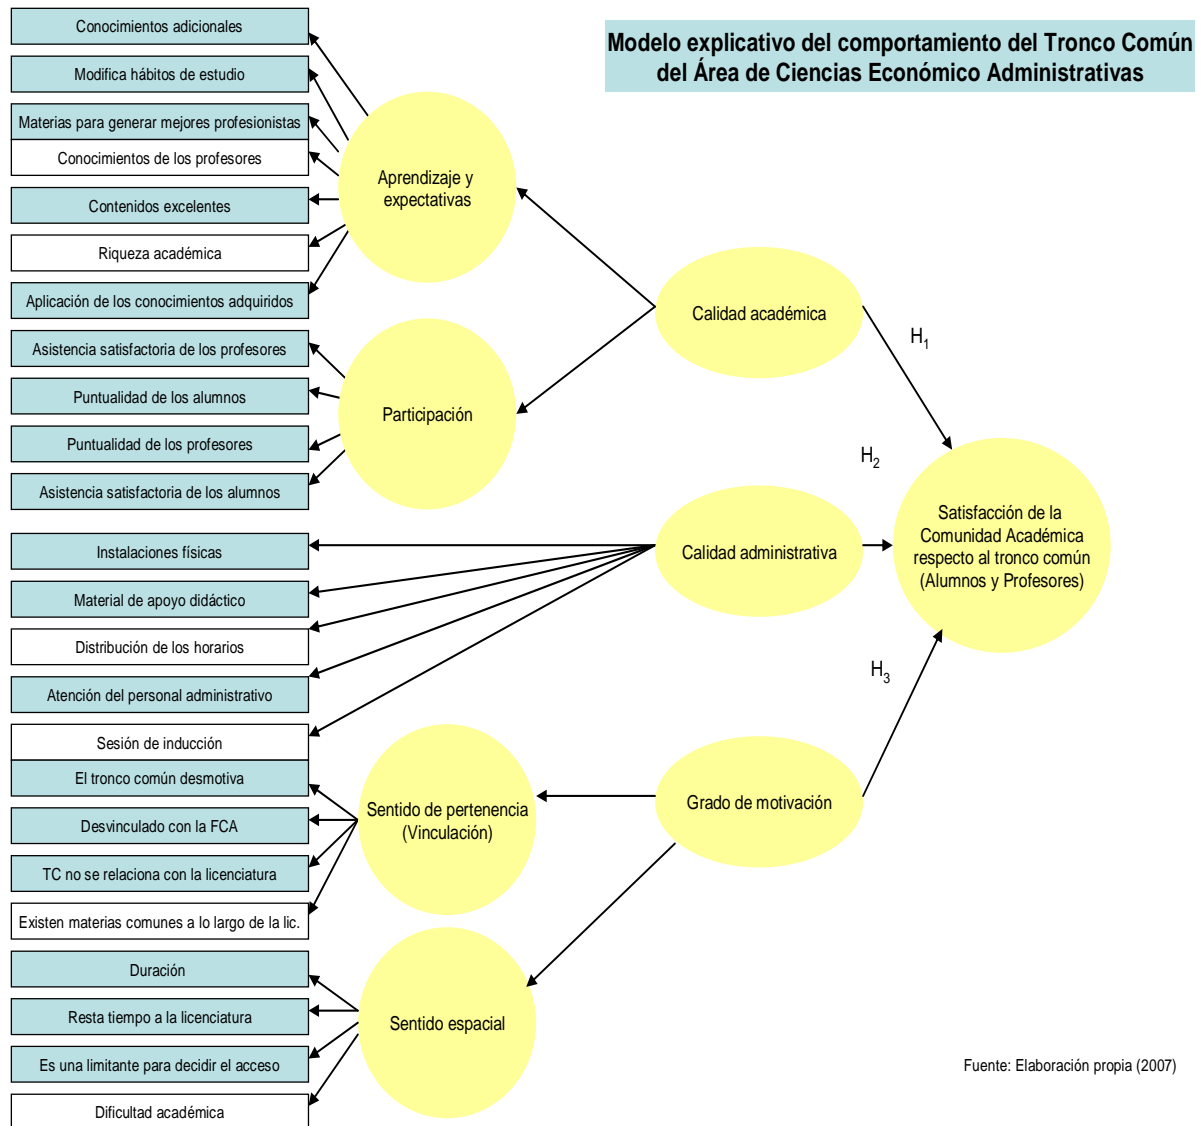 Modelo explicativo del comportamiento del Tronco Común
del Área de Ciencias Económico Administrativas
Conocimientos adicionales
Modifica hábitos de estudio
Materias para generar mejores profesionistas
Conocimientos de los profesores
Contenidos excelentes
Riqueza académica
Aplicación de los conocimientos adquiridos
Asistencia satisfactoria de los profesores
Puntualidad de los alumnos
Puntualidad de los profesores
Asistencia satisfactoria de los alumnos
Instalaciones físicas
Material de apoyo didáctico
Distribución de los horarios
Atención del personal administrativo
Sesión de inducción
El tronco común desmotiva
Desvinculado con la FCA
TC no se relaciona con la licenciatura
Existen materias comunes a lo largo de la lic.
Duración
Resta tiempo a la licenciatura
Es una limitante para decidir el acceso
Dificultad académica
Aprendizaje y
expectativas
Participación
Sentido de pertenencia
(Vinculación)
Sentido espacial
Calidad académica
Calidad administrativa
Grado de motivación
H1
H2
H3
Satisfacción de la
Comunidad Académica
respecto al tronco común
(Alumnos y Profesores)
Fuente: Elaboración propia (2007)